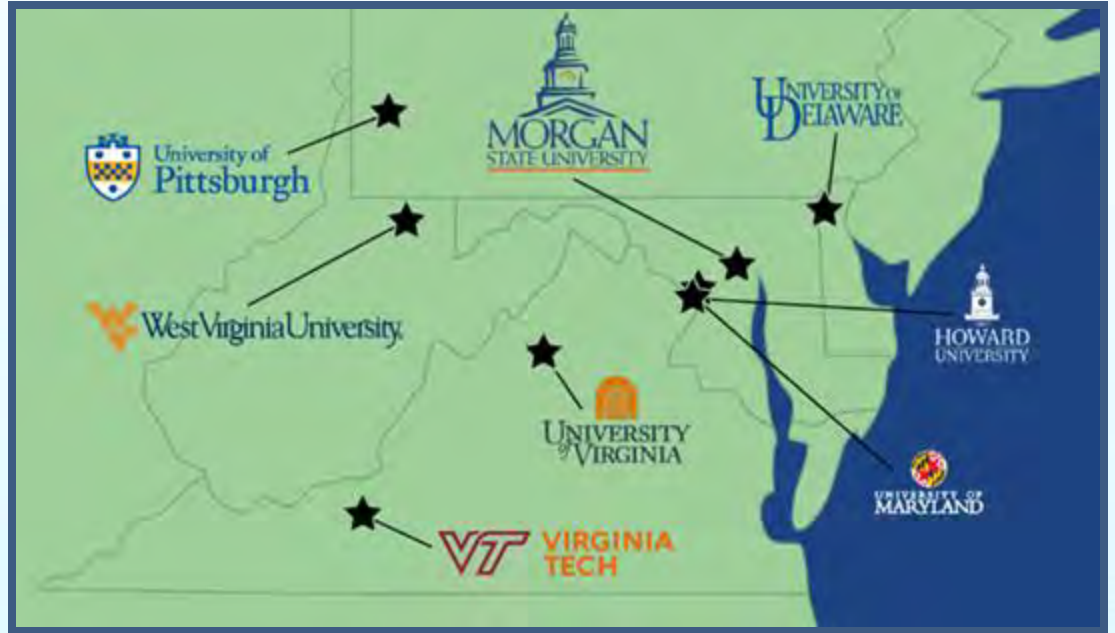 University of
Pittsburgh
MORGAN
STATE UNIVERSITY
UNIVERSITY OF
DELAWARE
West Virginia University
HOWARD
UNIVERSITY
UNIVERSITY
of VIRGINIA
UNIVERSITY OF
MARYLAND
VT VIRGINIA
TECH